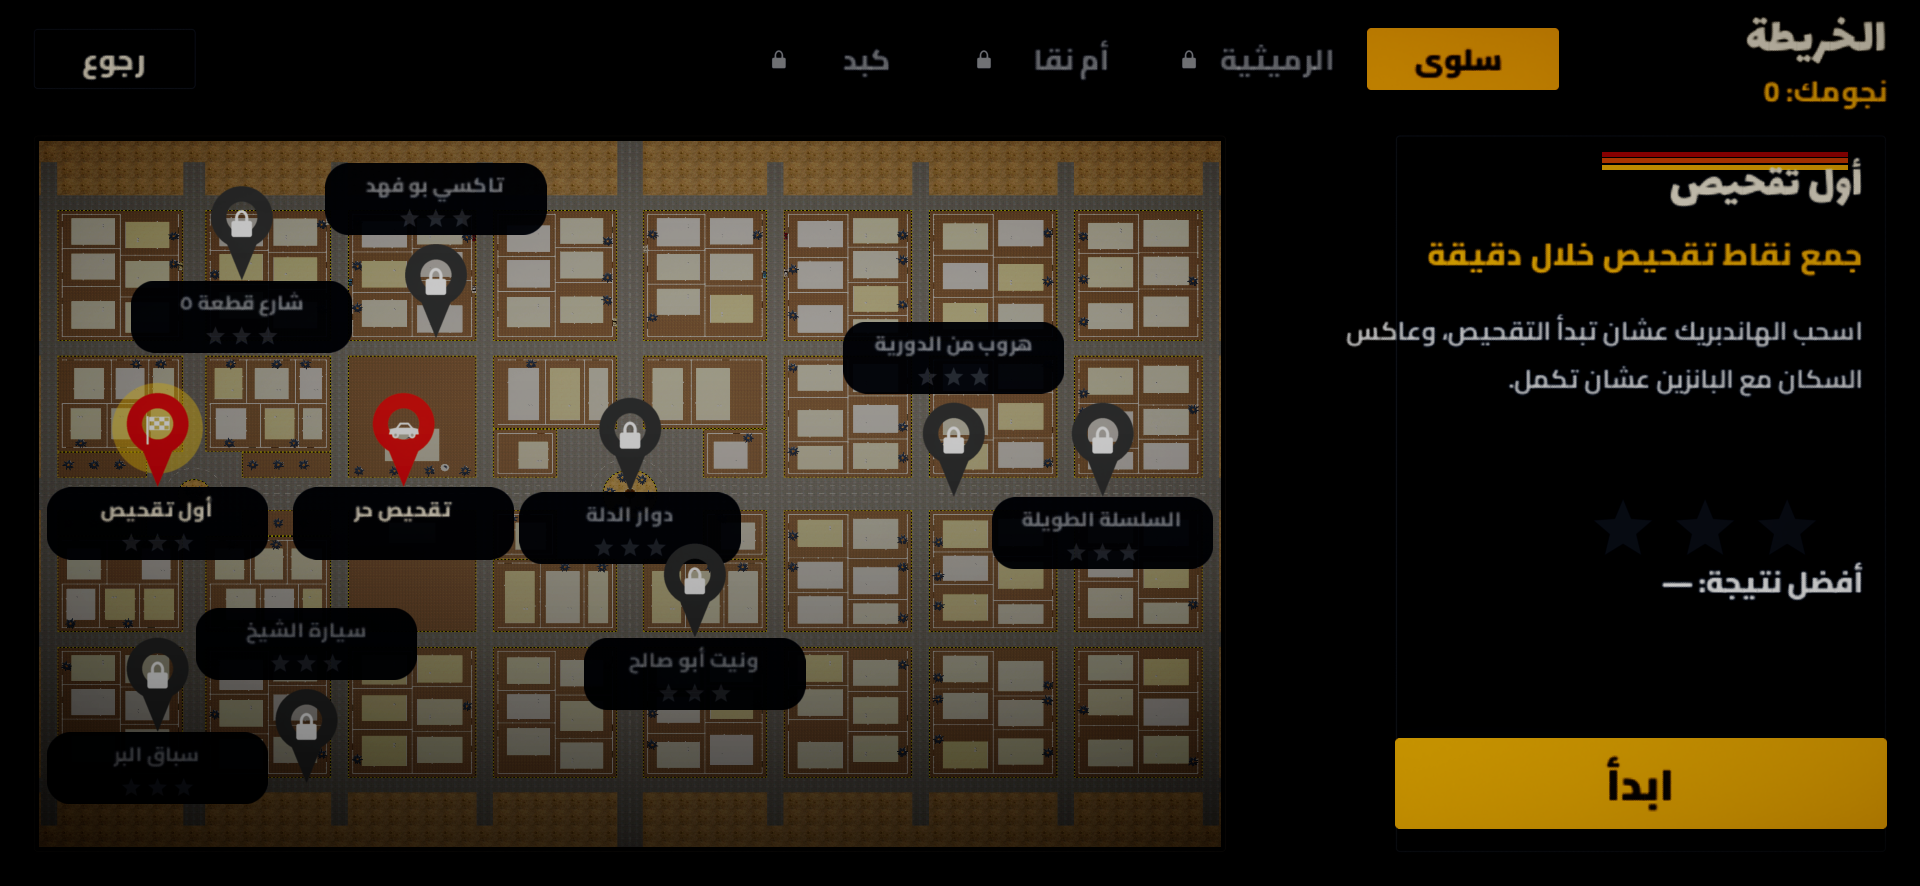 الخريطة
نجومك: 0
سلوى
الرميثية
أم نقا
كبد
رجوع
أول تقحيص
جمع نقاط تقحيص خلال دقيقة
اسحب الهاندبريك عشان تبدأ التقحيص، وعاكس
السكان مع البانزين عشان تكمل.
أفضل نتيجة: —
ابدأ
تاكسي بو فهد
شارع قطعة ٥
هروب من الدورية
السلسلة الطويلة
دوار الدلة
تقحيص حر
أول تقحيص
سيارة الشيخ
ونيت أبو صالح
سباق البر